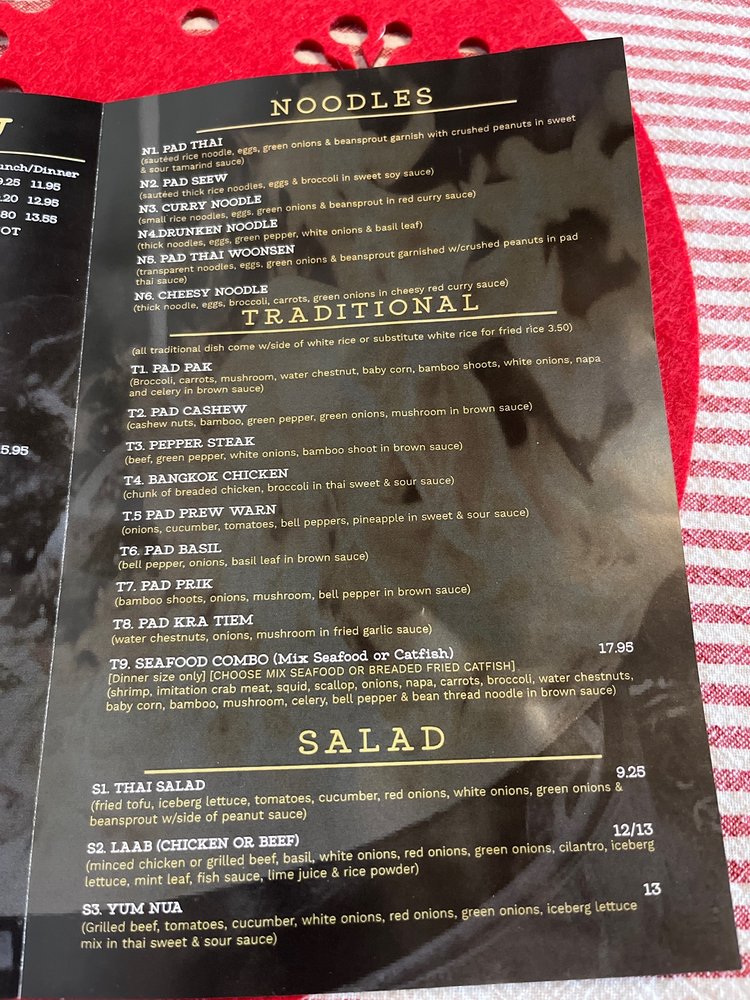 unch/Dinner
9.25 11.95
.20 12.95
80 13.55
OT
5.95
NOODLES
N1. PAD THAI
(sautéed rice noodle, eggs, green onions & beansprout garnish with crushed peanuts in sweet
& sour tamarind sauce)
N2. PAD SEEW
(sautéed thick rice noodles, eggs & broccoli in sweet soy sauce)
N3. CURRY NOODLE
(small rice noodles, eggs, green onions & beansprout in red curry sauce)
N4.DRUNKEN NOODLE
(thick noodles, eggs, green pepper, white onions & basil leaf)
N5. PAD THAI WOONSEN
(transparent noodles, eggs, green onions & beansprout garnished w/crushed peanuts in pad
thai sauce)
N6. CHEESY NOODLE
(thick noodle, eggs, broccoli, carrots, green onions in cheesy red curry sauce)
TRADITIONAL
(all traditional dish come w/side of white rice or substitute white rice for fried rice 3.50)
T1. PAD PAK
(Broccoli, carrots, mushroom, water chestnut, baby corn, bamboo shoots, white onions, napa
and celery in brown sauce)
T2. PAD CASHEW
(cashew nuts, bamboo, green pepper, green onions, mushroom in brown sauce)
T3. PEPPER STEAK
(beef, green pepper, white onions, bamboo shoot in brown sauce)
T4. BANGKOK CHICKEN
(chunk of breaded chicken, broccoli in thai sweet & sour sauce)
T.5 PAD PREW WARN
(onions, cucumber, tomatoes, bell peppers, pineapple in sweet & sour sauce)
T6. PAD BASIL
(bell pepper, onions, basil leaf in brown sauce)
T7. PAD PRIK
(bamboo shoots, onions, mushroom, bell pepper in brown sauce)
T8. PAD KRA TIEM
(water chestnuts, onions, mushroom in fried garlic sauce)
T9. SEAFOOD COMBO (Mix Seafood or Catfish) 17.95
[Dinner size only] [CHOOSE MIX SEAFOOD OR BREADED FRIED CATFISH]
(shrimp, imitation crab meat, squid, scallop, onions, napa, carrots, broccoli, water chestnuts,
baby corn, bamboo, mushroom, celery, bell pepper & bean thread noodle in brown sauce)
SALAD
S1. THAI SALAD 9.25
(fried tofu, iceberg lettuce, tomatoes, cucumber, red onions, white onions, green onions &
beansprout w/side of peanut sauce)
S2. LAAB (CHICKEN OR BEEF) 12/13
(minced chicken or grilled beef, basil, white onions, red onions, green onions, cilantro, iceberg
lettuce, mint leaf, fish sauce, lime juice & rice powder)
S3. YUM NUA 13
(Grilled beef, tomatoes, cucumber, white onions, red onions, green onions, iceberg lettuce
mix in thai sweet & sour sauce)